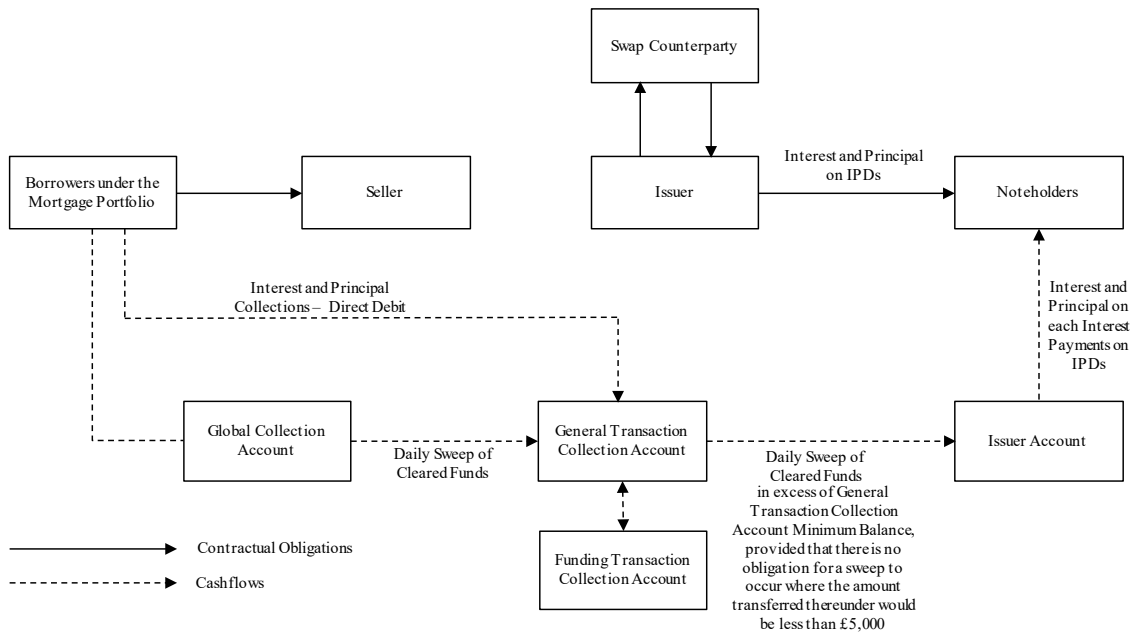 Swap Counterparty
Borrowers under the
Mortgage Portfolio
Seller
Issuer
Interest and Principal
on IPDs
Noteholders
Interest and Principal
Collections – Direct Debit
Interest and
Principal on
each Interest
Payments on
IPDs
Global Collection
Account
Daily Sweep of
Cleared Funds
General Transaction
Collection Account
Daily Sweep of
Cleared Funds
in excess of General
Transaction Collection
Account Minimum Balance,
provided that there is no
obligation for a sweep to
occur where the amount
transferred thereunder would
be less than £5,000
Issuer Account
Funding Transaction
Collection Account
Contractual Obligations
Cashflows